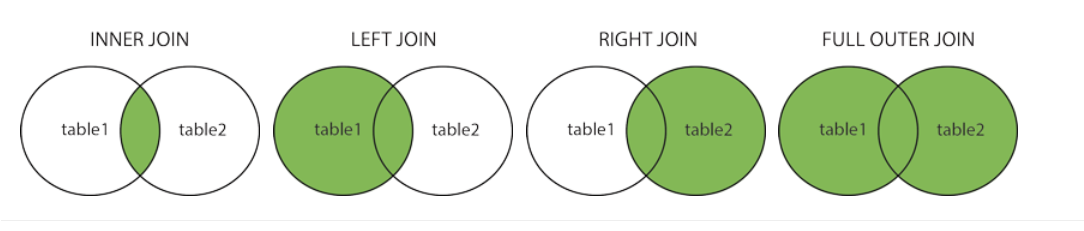 INNER JOIN
LEFT JOIN
RIGHT JOIN
FULL OUTER JOIN
table1
table2
table1
table2
table1
table2
table1
table2